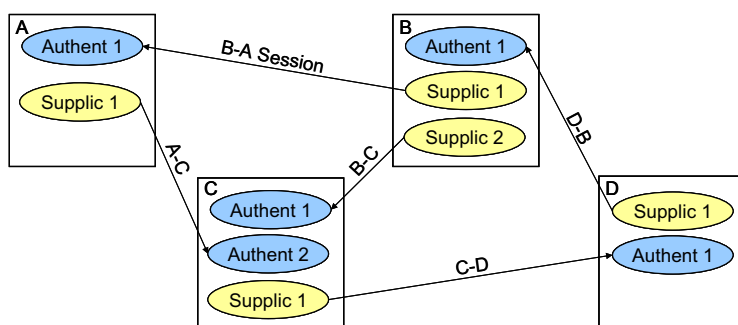 A
Authent 1
Supplic 1
B-A Session
B
Authent 1
Supplic 1
Supplic 2
A-C
B-C
D-B
C
Authent 1
Authent 2
Supplic 1
C-D
D
Supplic 1
Authent 1